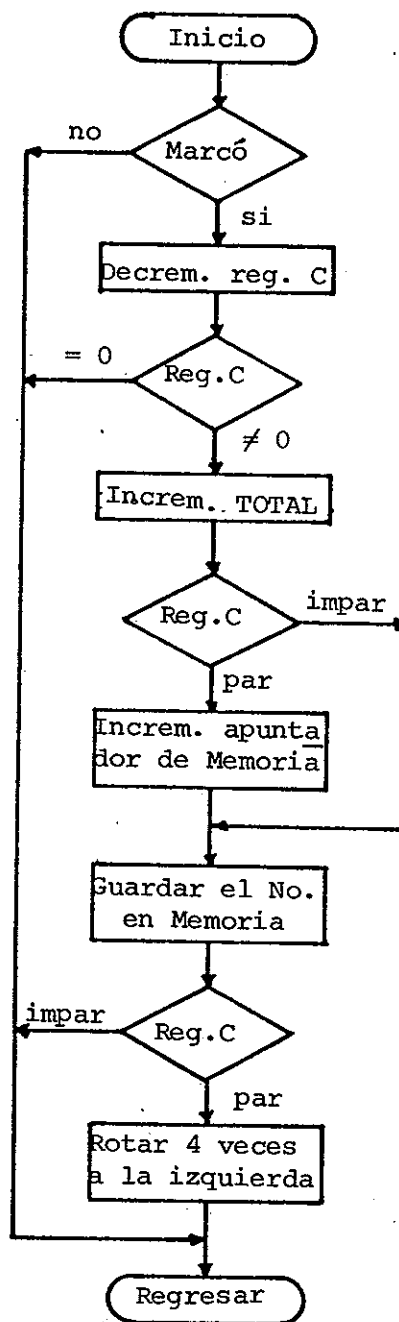 Inicio
no
Marcó
si
Decrem. reg. C
= 0
Reg.C
≠ 0
Increm.. TOTAL
Reg.C
impar
par
Increm. apunta
dor de Memoria
Guardar el No.
en Memoria
impar
Reg.C
par
Rotar 4 veces
a la izquierda
Regresar